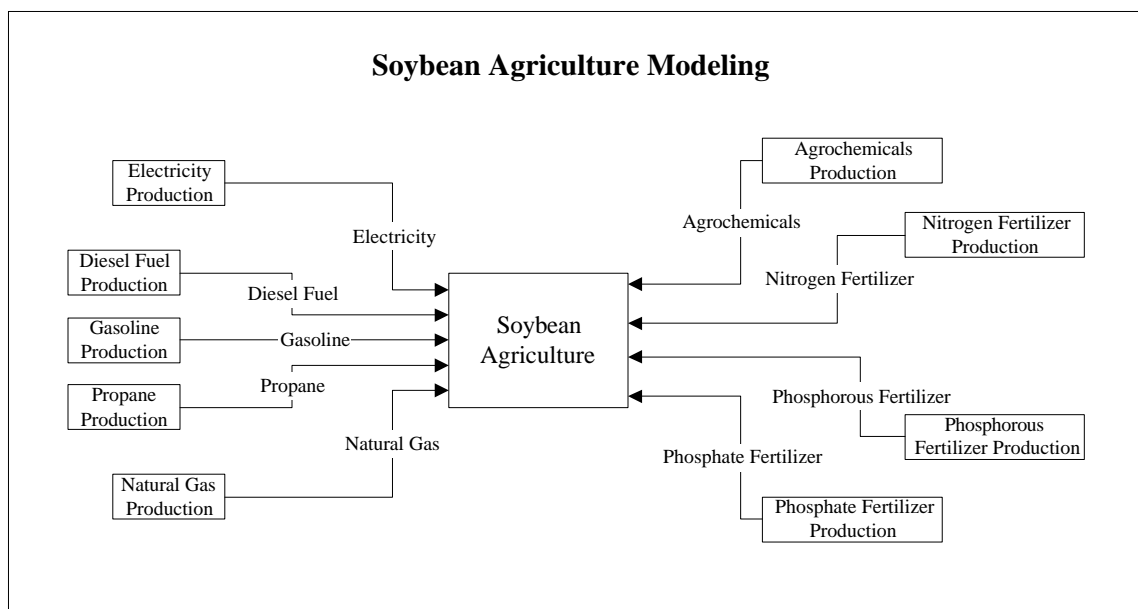 Soybean Agriculture Modeling
Electricity
Production
Electricity
Diesel Fuel
Production
Diesel Fuel
Gasoline
Production
Gasoline
Propane
Production
Propane
Natural Gas
Natural Gas
Production
Soybean
Agriculture
Agrochemicals
Production
Agrochemicals
Nitrogen Fertilizer
Production
Nitrogen Fertilizer
Phosphorous Fertilizer
Phosphorous
Fertilizer Production
Phosphate Fertilizer
Phosphate Fertilizer
Production